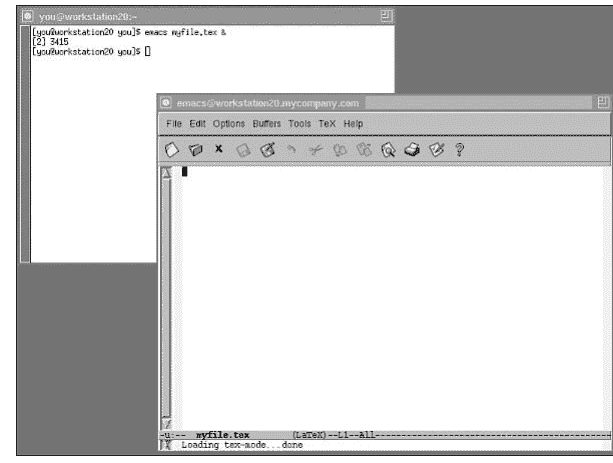 you@workstation20:~
[you@workstation20 you]$ emacs myfile.tex &
[2] 3415
[you@workstation20 you]$
emacs@workstation20.mycompany.com
File Edit Options Buffers Tools TeX Help
-u:-- myfile.tex (LaTeX)--L1--All--------------------------------------------
Loading tex-mode...done